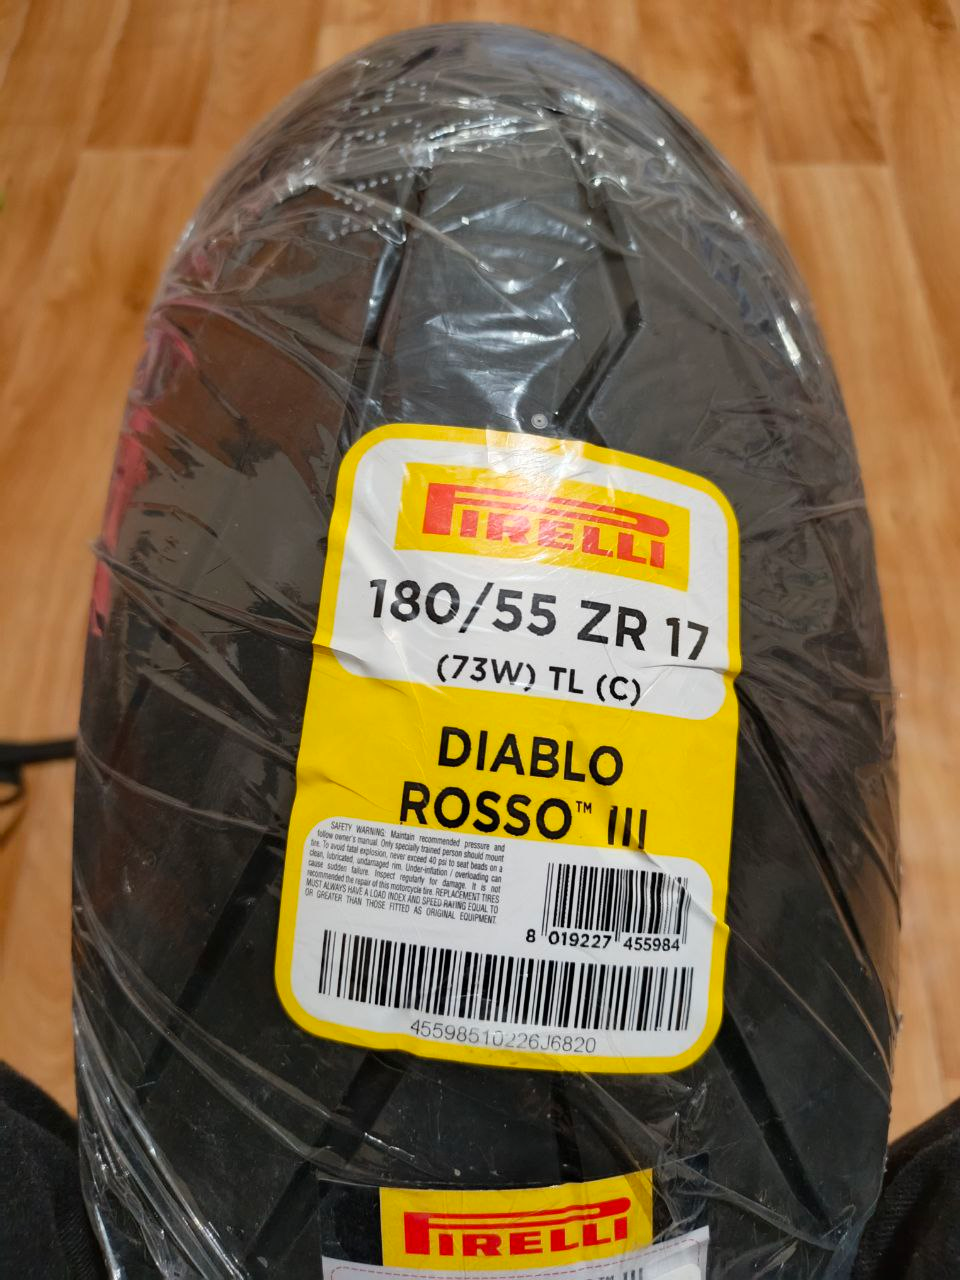 PIRELLI
180/55 ZR 17
(73W) TL (C)
DIABLO
ROSSO™ III
SAFETY WARNING: Maintain recommended pressure and
follow owner's manual. Only specially trained person should mount
tire. To avoid fatal explosion, never exceed 40 psi to seat beads on a
clean, lubricated, undamaged rim. Under-inflation / overloading can
cause sudden failure. Inspect regularly for damage. It is not
recommended the repair of this motorcycle tire. REPLACEMENT TIRES
MUST ALWAYS HAVE A LOAD INDEX AND SPEED RATING EQUAL TO
OR GREATER THAN THOSE FITTED AS ORIGINAL EQUIPMENT.
8 019227 455984
45598510226J6820
PIRELLI
™ III